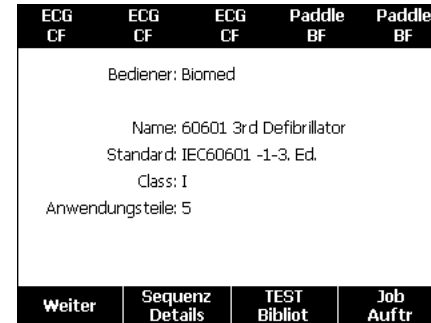 ECG ECG ECG Paddle Paddle
CF CF CF BF BF
Bediener: Biomed
Name: 60601 3rd Defibrillator
Standard: IEC60601 -1-3. Ed.
Class: I
Anwendungsteile: 5
Weiter Sequenz Details TEST Bibliot Job Auftr